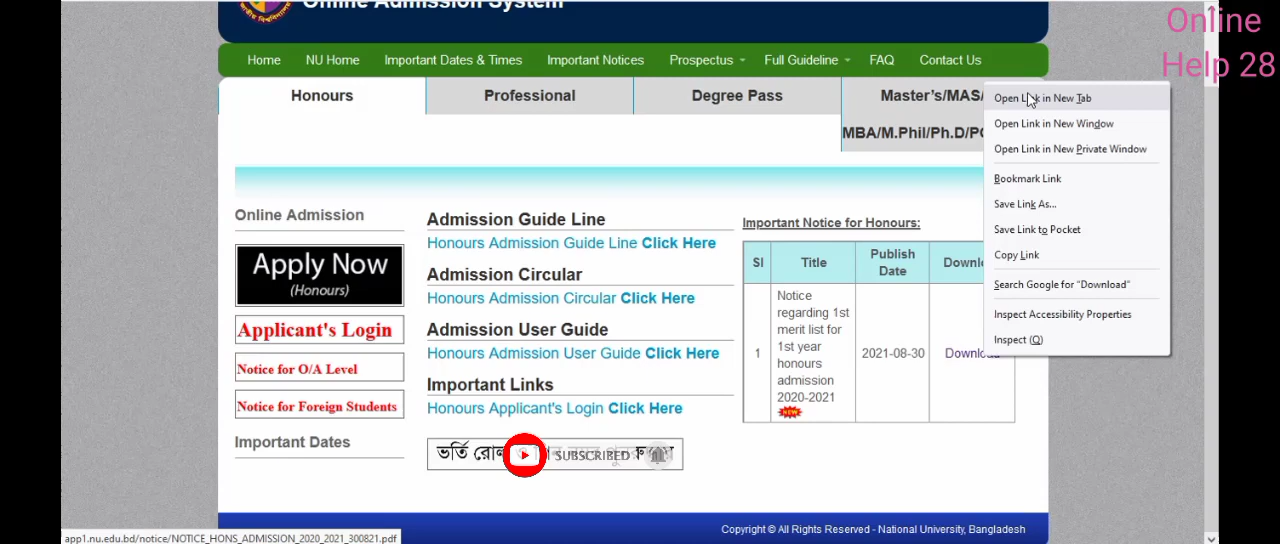 Online Admission System
Online
Help 28
Home NU Home Important Dates & Times Important Notices Prospectus Full Guideline FAQ Contact Us
Honours Professional Degree Pass Master's/MAS/
MBA/M.Phil/Ph.D/PG
Open Link in New Tab
Open Link in New Window
Open Link in New Private Window
Bookmark Link
Save Link As...
Save Link to Pocket
Copy Link
Search Google for "Download"
Inspect Accessibility Properties
Inspect (Q)
Online Admission
Apply Now
(Honours)
Applicant's Login
Notice for O/A Level
Notice for Foreign Students
Important Dates
Admission Guide Line
Honours Admission Guide Line Click Here
Admission Circular
Honours Admission Circular Click Here
Admission User Guide
Honours Admission User Guide Click Here
Important Links
Honours Applicant's Login Click Here
ভর্তি
SUBSCRIBED
Important Notice for Honours:
Sl Title Publish Date
1 Notice
regarding 1st
merit list for
1st year
honours
admission
2020-2021
NEW
2021-08-30 Download
Copyright © All Rights Reserved - National University, Bangladesh
app1.nu.edu.bd/notice/NOTICE_HONS_ADMISSION_2020_2021_300821.pdf